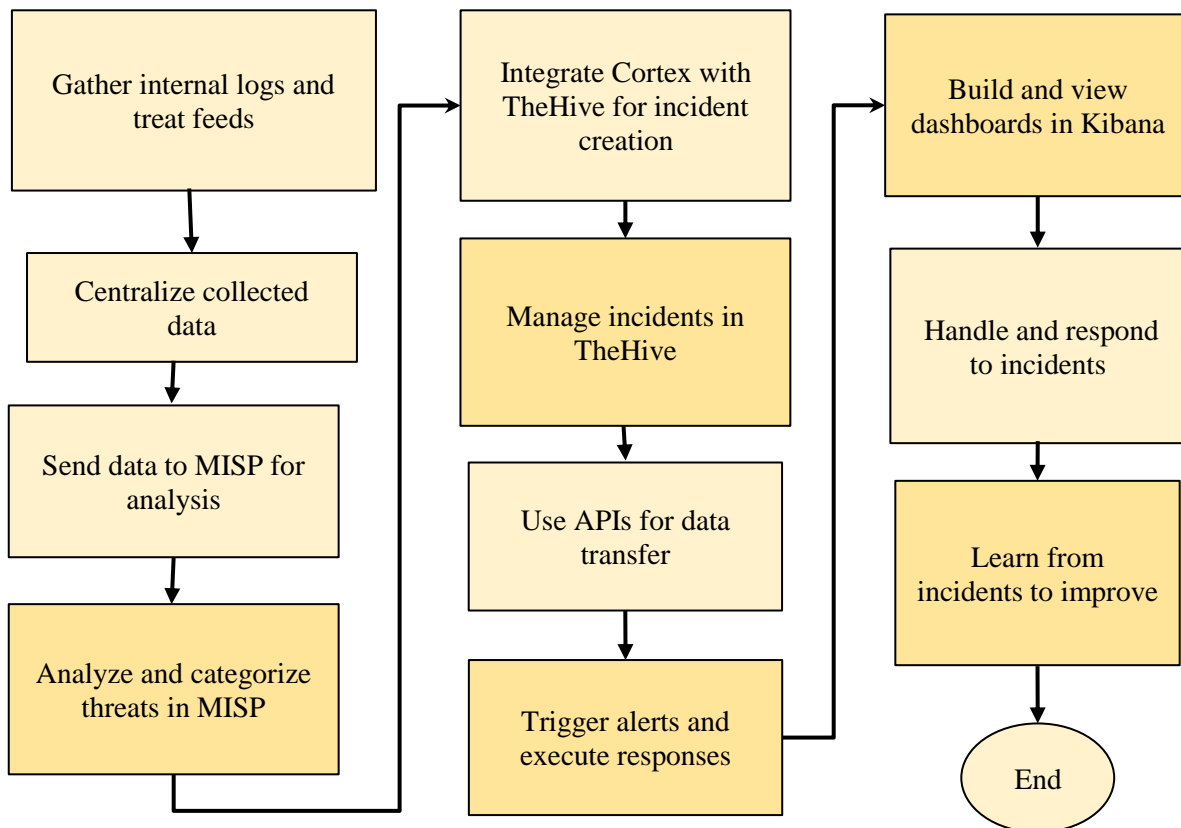 Gather internal logs and
treat feeds
Centralize collected
data
Send data to MISP for
analysis
Analyze and categorize
threats in MISP
Integrate Cortex with
TheHive for incident
creation
Manage incidents in
TheHive
Use APIs for data
transfer
Trigger alerts and
execute responses
Build and view
dashboards in Kibana
Handle and respond
to incidents
Learn from
incidents to improve
End